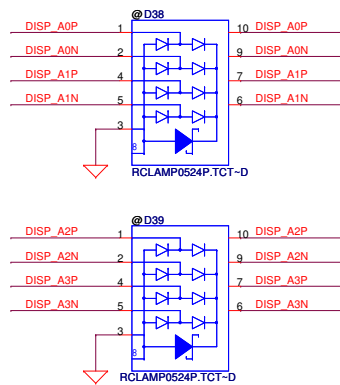 @D38
DISP_A0P 1 10 DISP_A0P
DISP_A0N 2 9 DISP_A0N
DISP_A1P 4 7 DISP_A1P
DISP_A1N 5 6 DISP_A1N
3
8
RCLAMP0524P.TCT~D
@D39
DISP_A2P 1 10 DISP_A2P
DISP_A2N 2 9 DISP_A2N
DISP_A3P 4 7 DISP_A3P
DISP_A3N 5 6 DISP_A3N
3
8
RCLAMP0524P.TCT~D